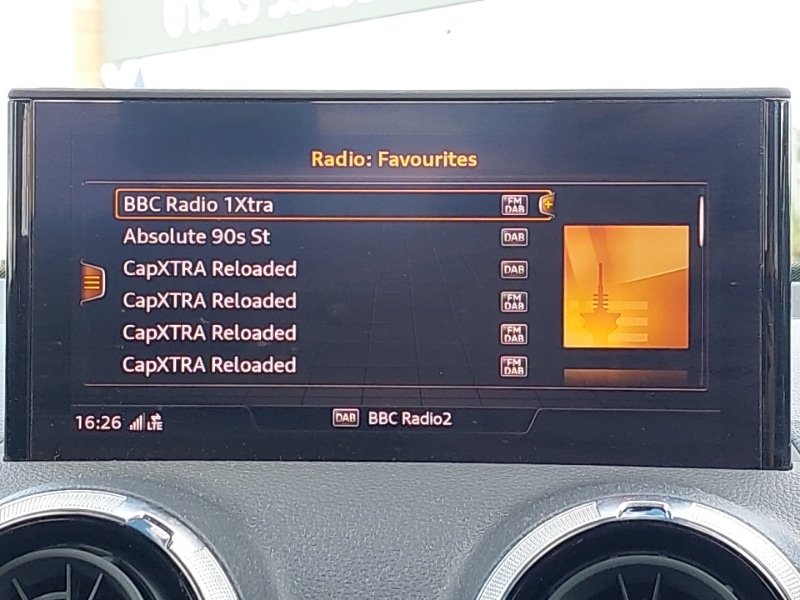 Radio: Favourites
BBC Radio 1Xtra FM DAB
Absolute 90s St DAB
CapXTRA Reloaded DAB
CapXTRA Reloaded FM DAB
CapXTRA Reloaded FM DAB
CapXTRA Reloaded FM DAB
16:26 LTE DAB BBC Radio2